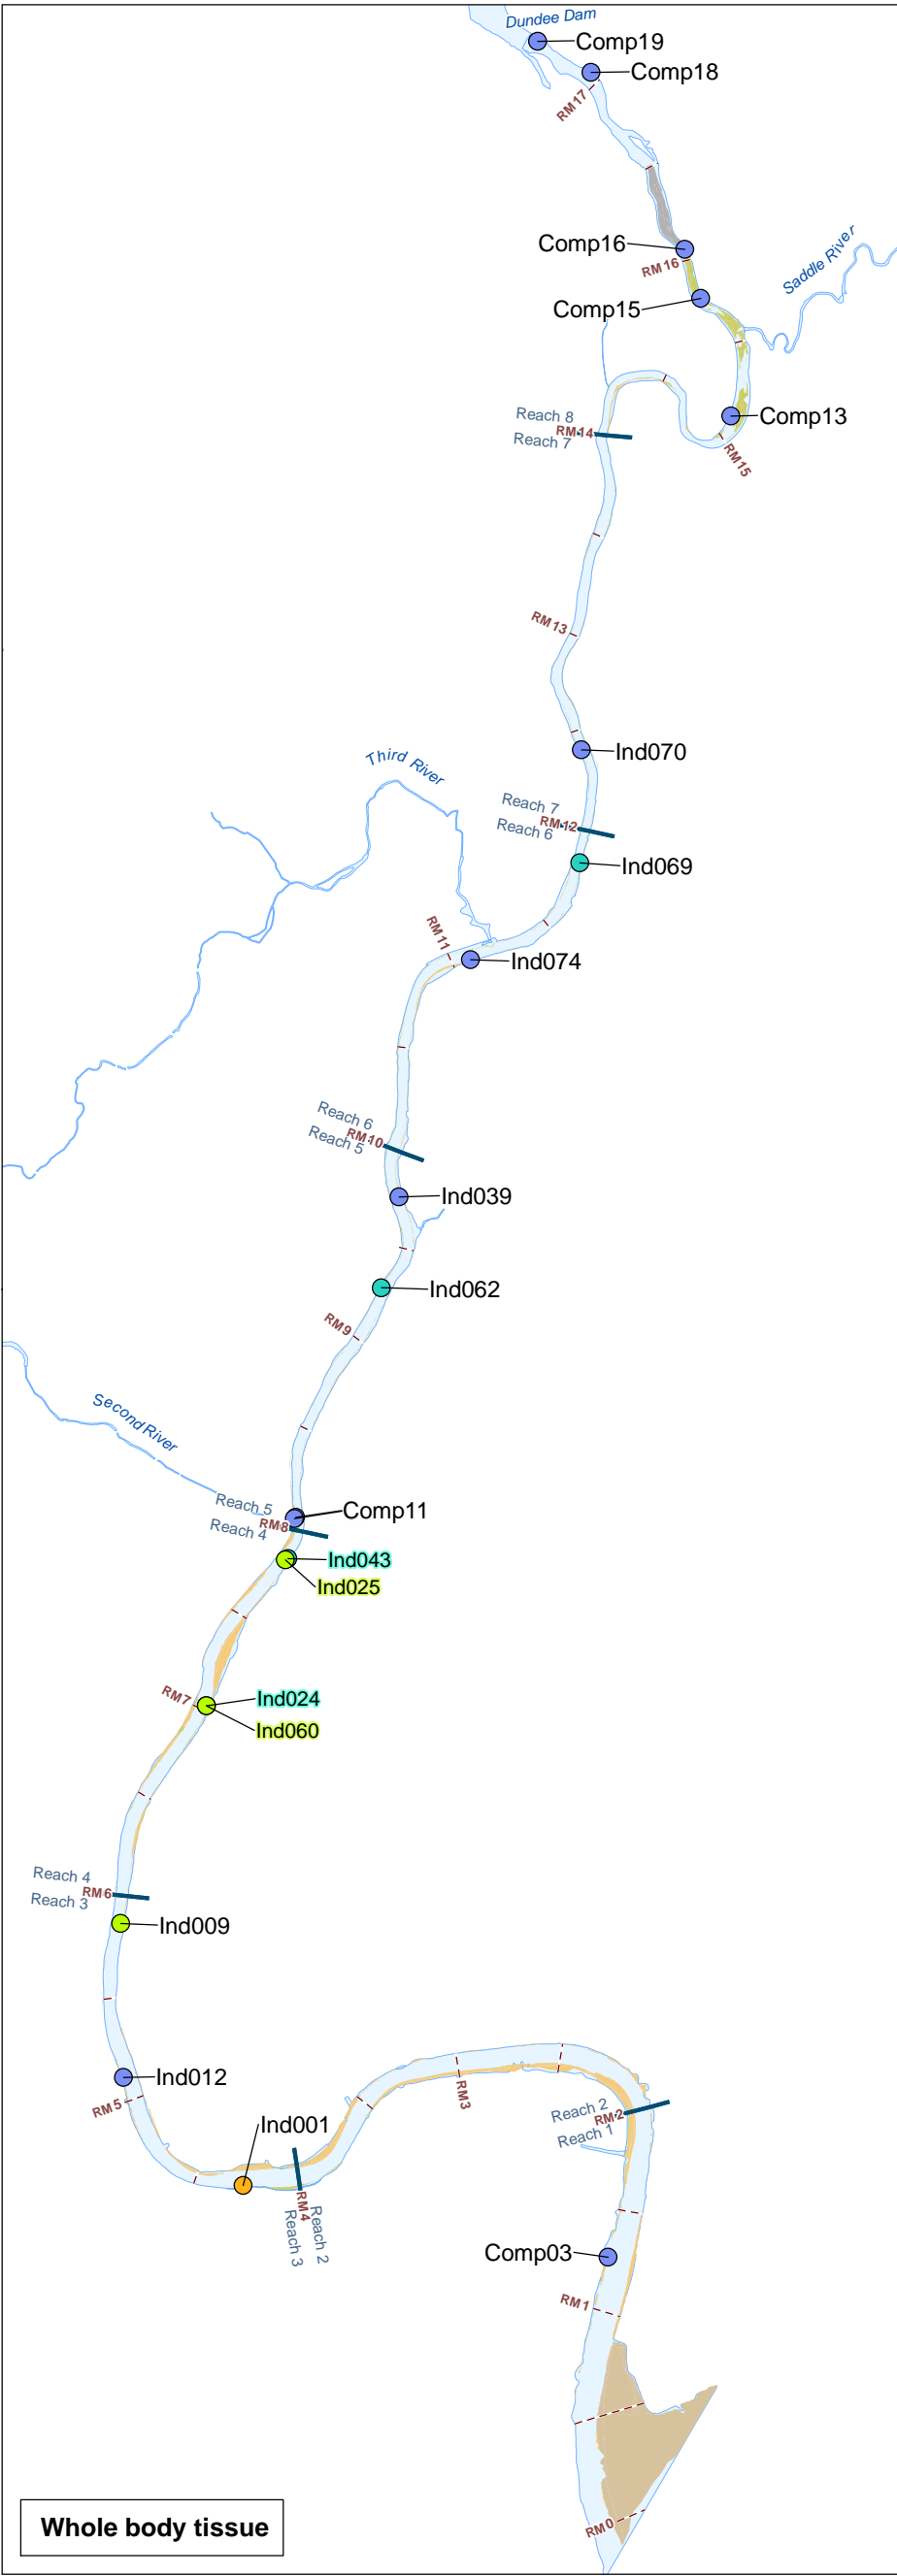 Dundee Dam
Comp19
Comp18
RM17
Comp16
RM16
Saddle River
Comp15
Reach 8
RM14
Reach 7
Comp13
RM15
RM13
Ind070
Third River
Reach 7
RM12
Reach 6
Ind069
RM11
Ind074
Reach 6
RM10
Reach 5
Ind039
Ind062
RM9
Second River
Reach 5
RM8
Reach 4
Comp11
Ind043
Ind025
RM7
Ind024
Ind060
Reach 4
RM6
Reach 3
Ind009
Ind012
RM5
RM3
Reach 2
RM2
Reach 1
Ind001
RM4
Reach 2
Reach 3
Comp03
RM1
RM0
Whole body tissue